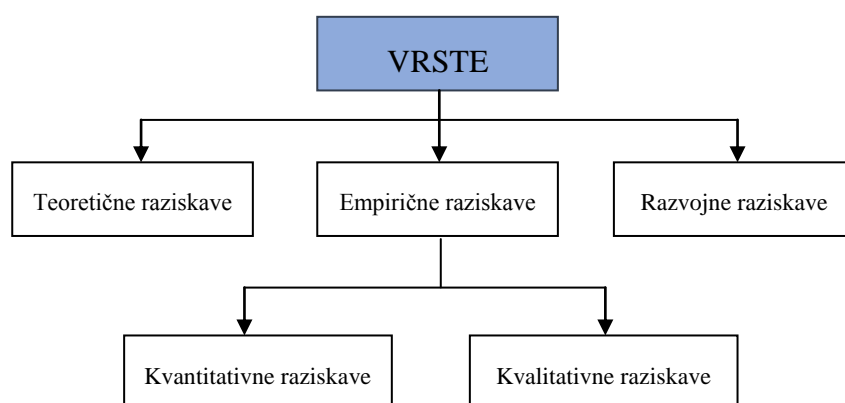 VRSTE
Teoretične raziskave
Empirične raziskave
Razvojne raziskave
Kvantitativne raziskave
Kvalitativne raziskave